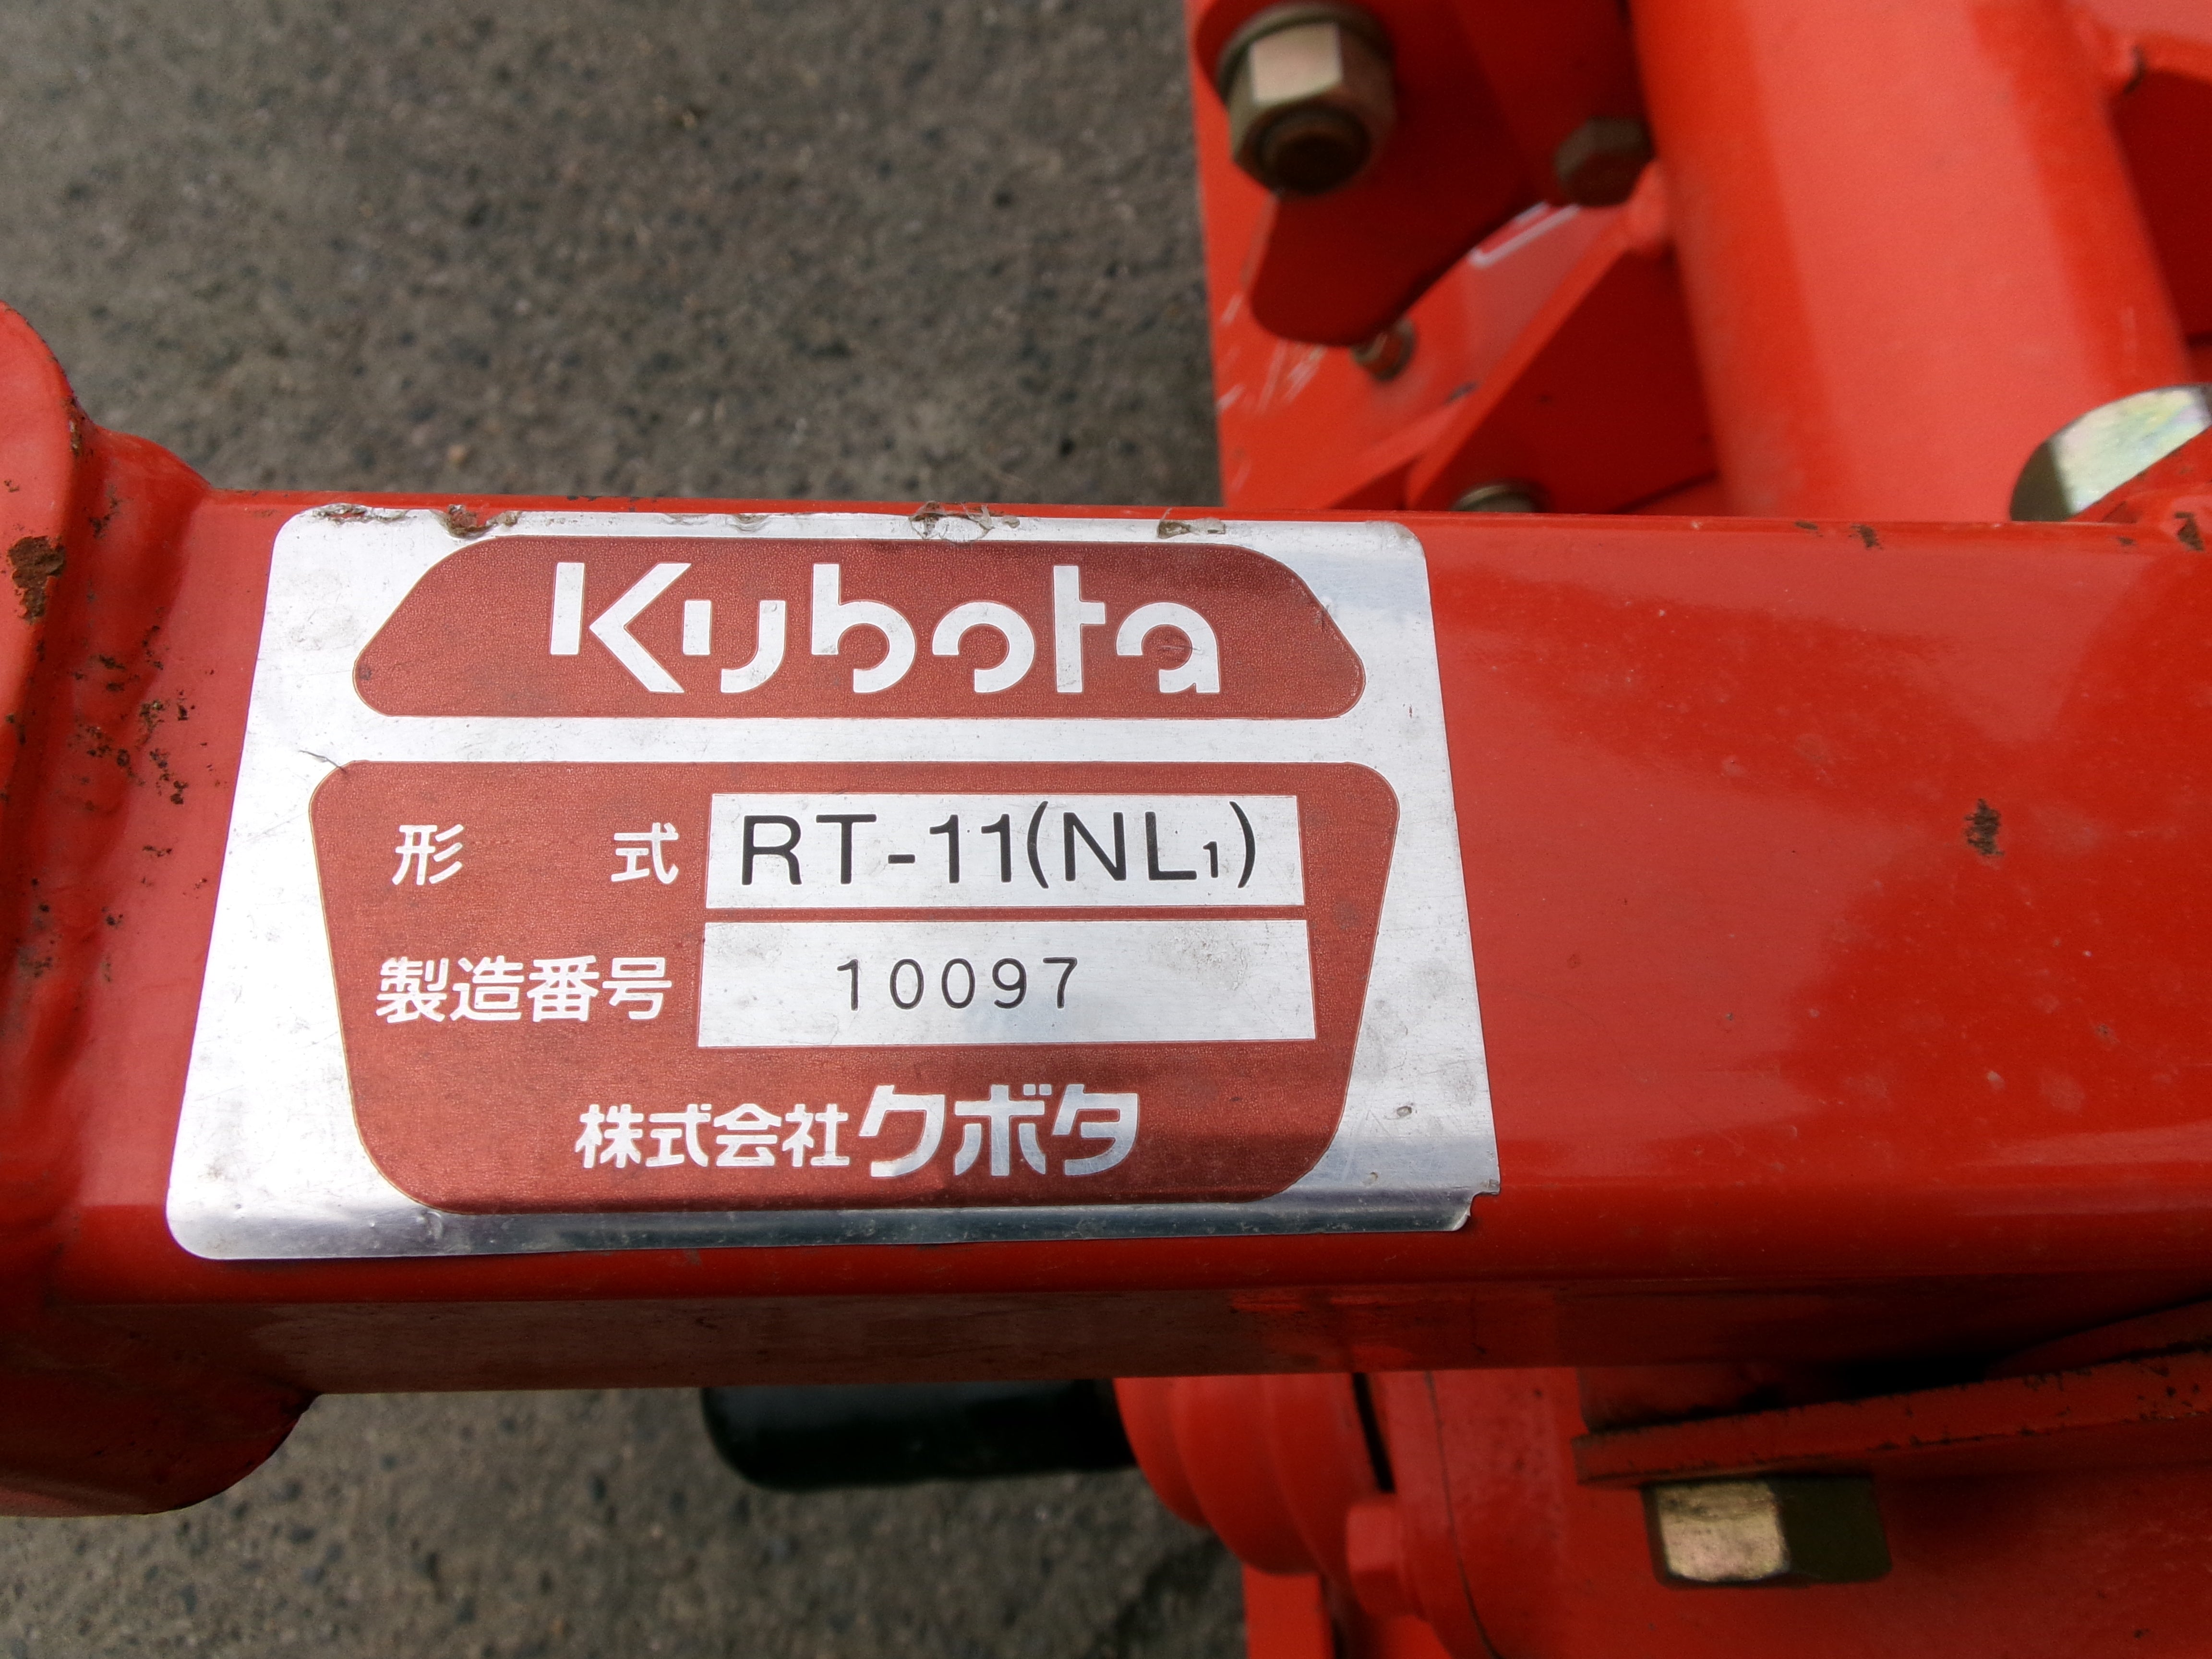 Kubota
形 式 RT-11(NL1)
製造番号 10097
株式会社クボタ